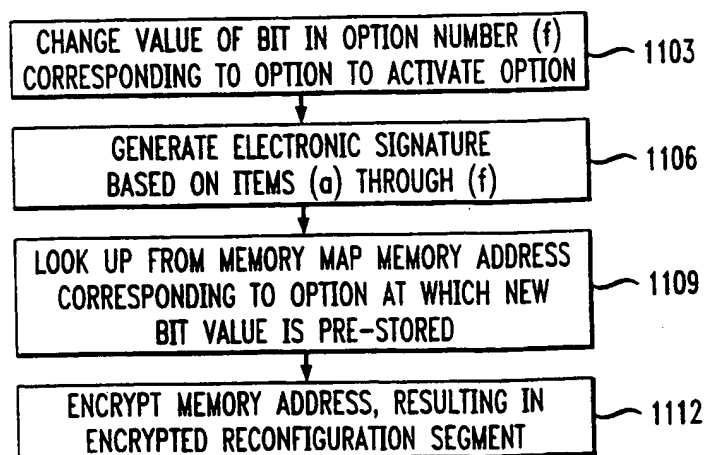 CHANGE VALUE OF BIT IN OPTION NUMBER (f)
CORRESPONDING TO OPTION TO ACTIVATE OPTION
1103
GENERATE ELECTRONIC SIGNATURE
BASED ON ITEMS (a) THROUGH (f)
1106
LOOK UP FROM MEMORY MAP MEMORY ADDRESS
CORRESPONDING TO OPTION AT WHICH NEW
BIT VALUE IS PRE-STORED
1109
ENCRYPT MEMORY ADDRESS, RESULTING IN
ENCRYPTED RECONFIGURATION SEGMENT
1112